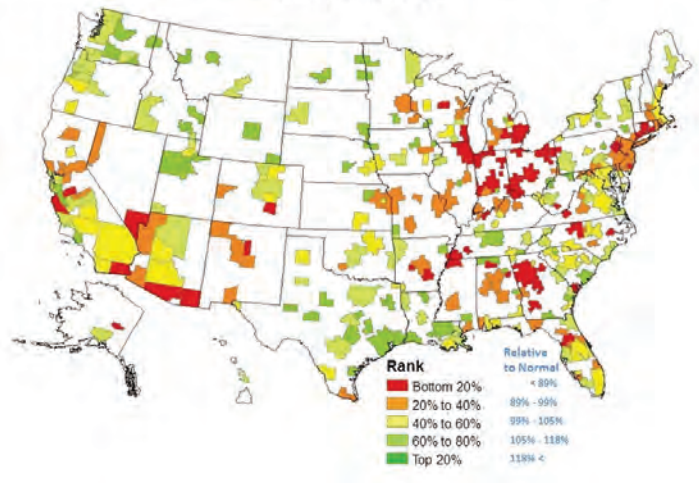 Rank
Relative
to Normal
Bottom 20%
< 89%
20% to 40%
89% - 99%
40% to 60%
99% - 105%
60% to 80%
105% - 118%
Top 20%
118% <